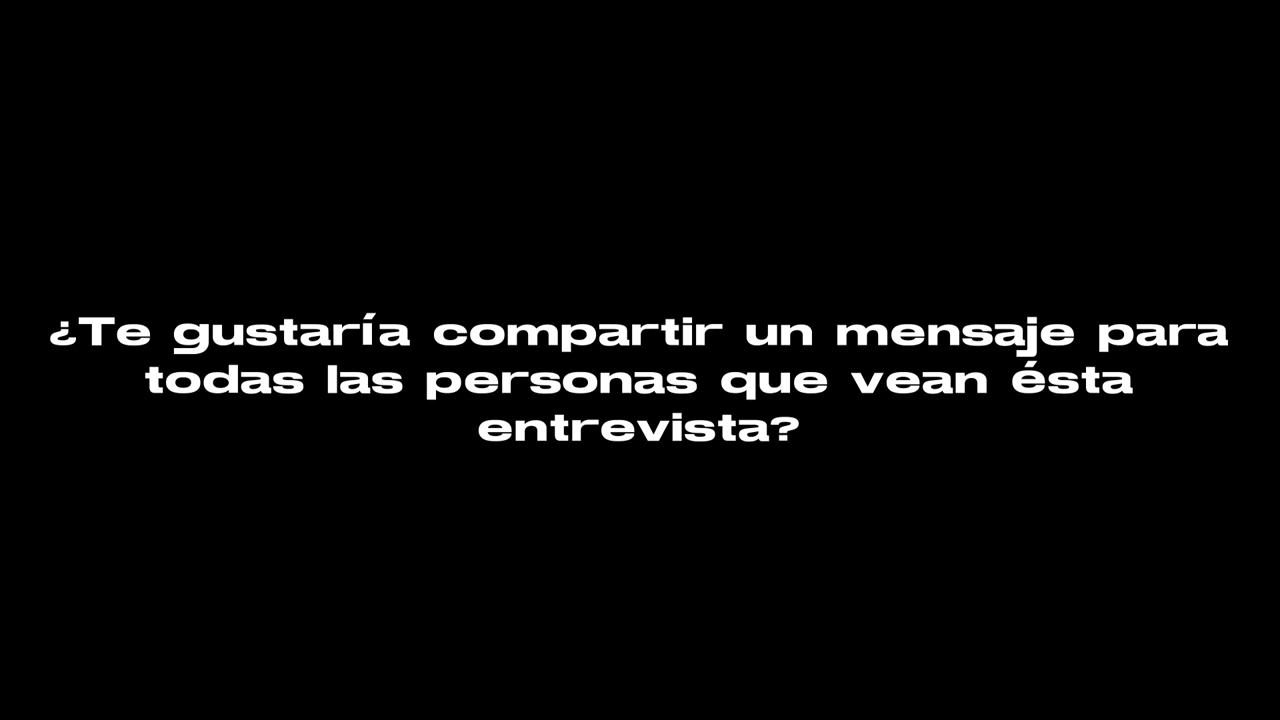 ¿Te gustaría compartir un mensaje para
todas las personas que vean ésta
entrevista?